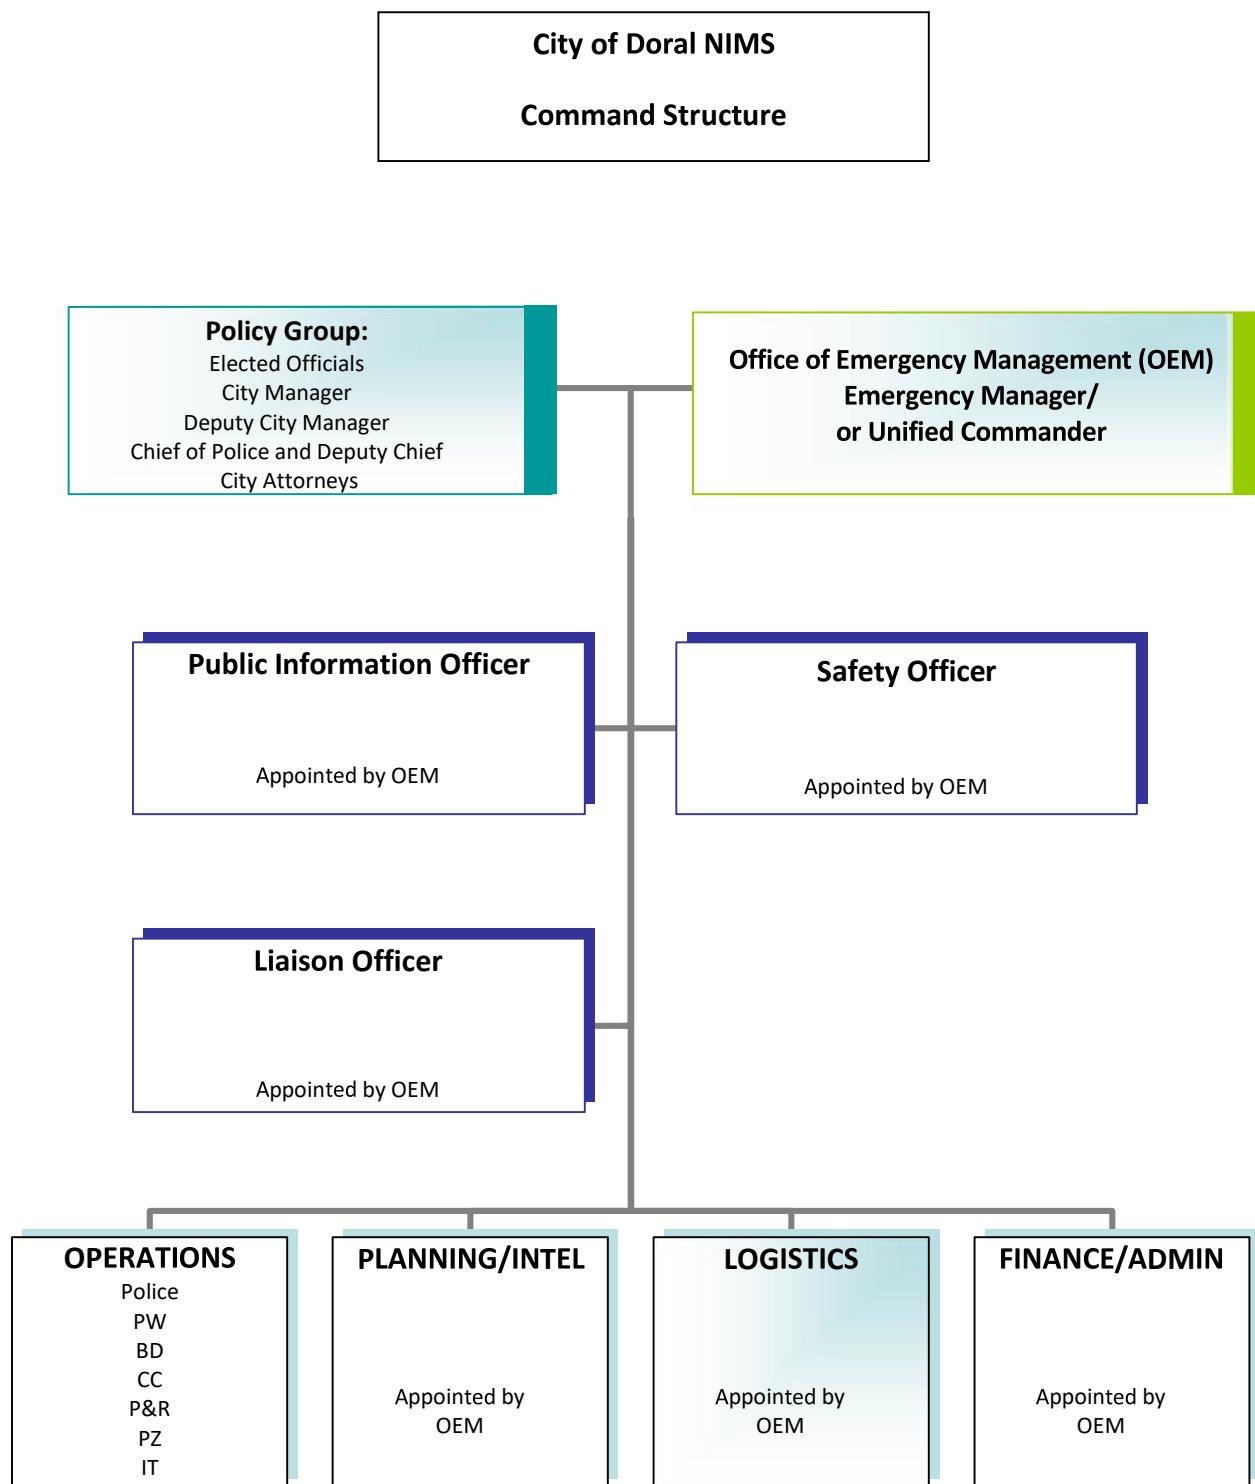 City of Doral NIMS
Command Structure
Policy Group:
Elected Officials
City Manager
Deputy City Manager
Chief of Police and Deputy Chief
City Attorneys
Office of Emergency Management (OEM)
Emergency Manager/
or Unified Commander
Public Information Officer
Appointed by OEM
Safety Officer
Appointed by OEM
Liaison Officer
Appointed by OEM
OPERATIONS
Police
PW
BD
CC
P&R
PZ
IT
PLANNING/INTEL
Appointed by
OEM
LOGISTICS
Appointed by
OEM
FINANCE/ADMIN
Appointed by
OEM